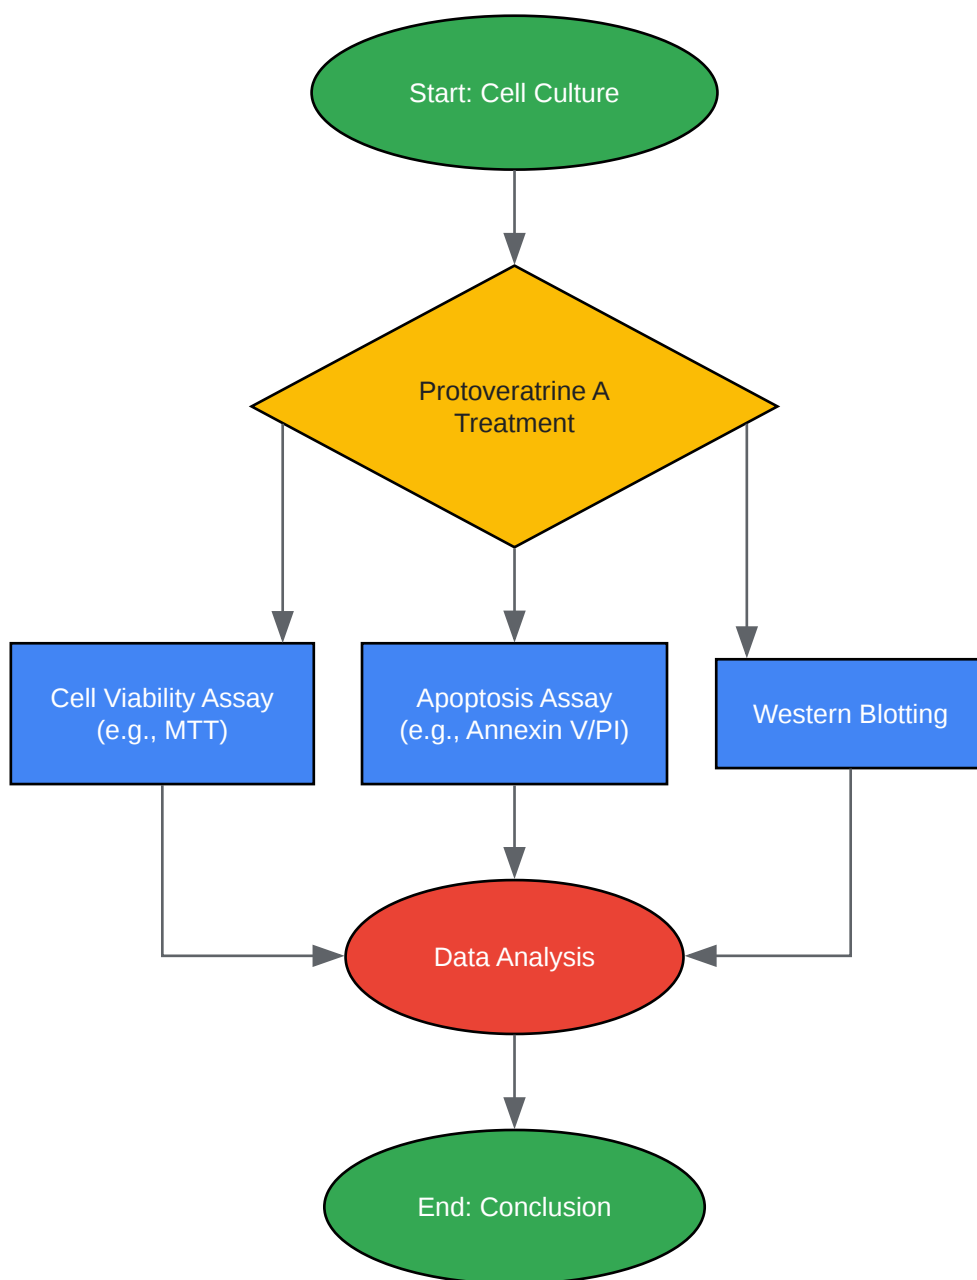 Start: Cell Culture
Protoveratrine A
Treatment
Cell Viability Assay
(e.g., MTT)
Apoptosis Assay
(e.g., Annexin V/PI)
Western Blotting
Data Analysis
End: Conclusion